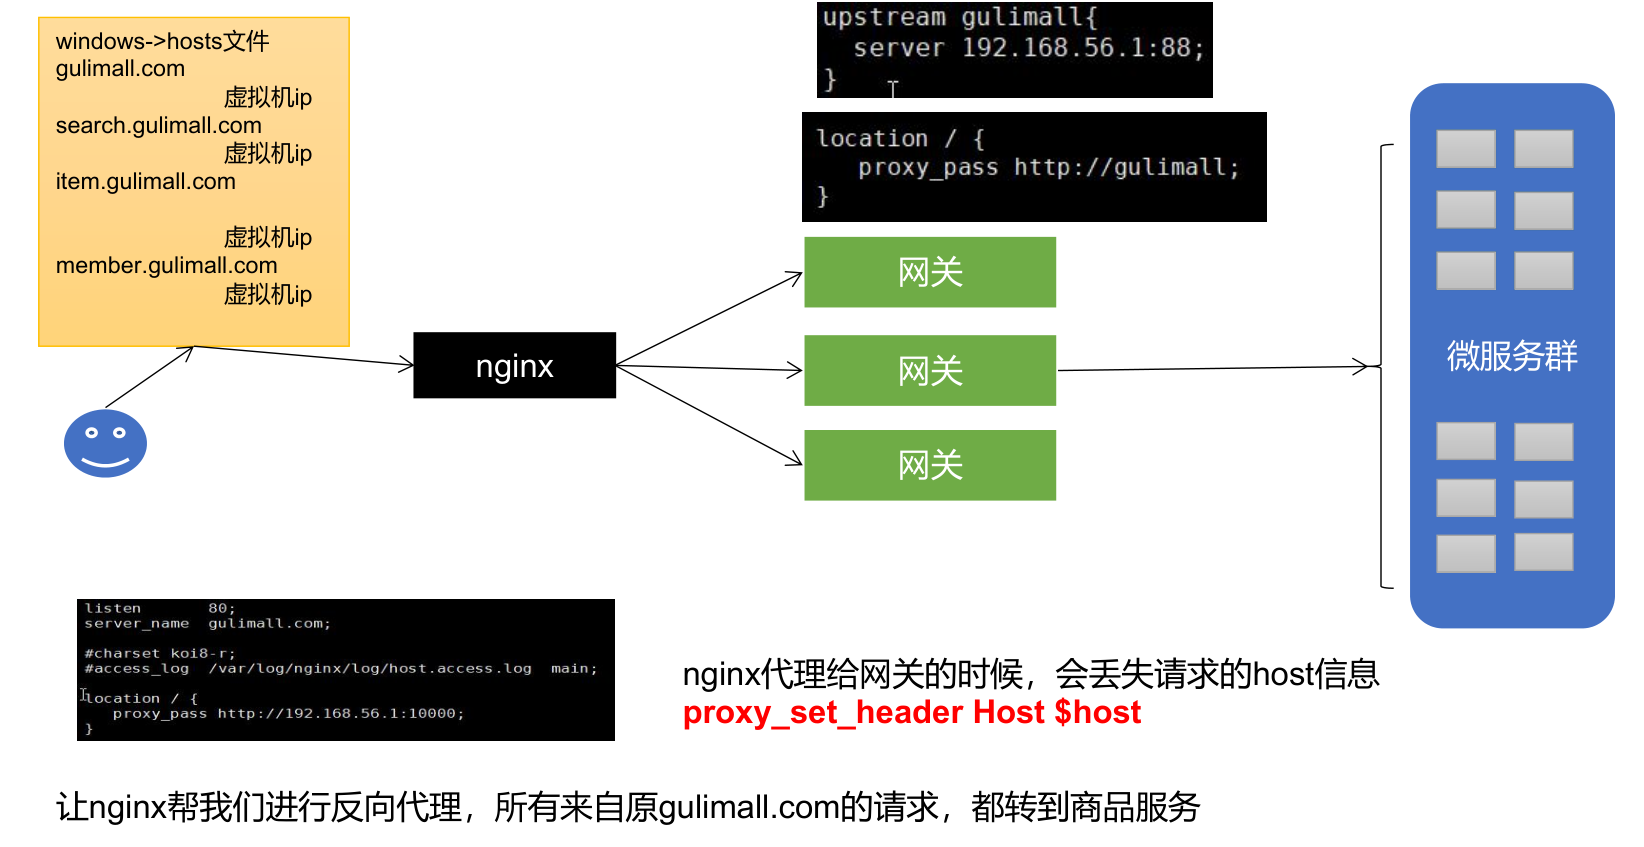 windows->hosts文件
gulimall.com
虚拟机ip
search.gulimall.com
虚拟机ip
item.gulimall.com
虚拟机ip
member.gulimall.com
虚拟机ip
nginx
upstream gulimall{
server 192.168.56.1:88;
}
location / {
proxy_pass http://gulimall;
}
网关
网关
网关
微服务群
listen 80;
server_name gulimall.com;
#charset koi8-r;
#access_log /var/log/nginx/log/host.access.log main;
location / {
proxy_pass http://192.168.56.1:10000;
}
nginx代理给网关的时候，会丢失请求的host信息
proxy_set_header Host $host
让nginx帮我们进行反向代理，所有来自原gulimall.com的请求，都转到商品服务